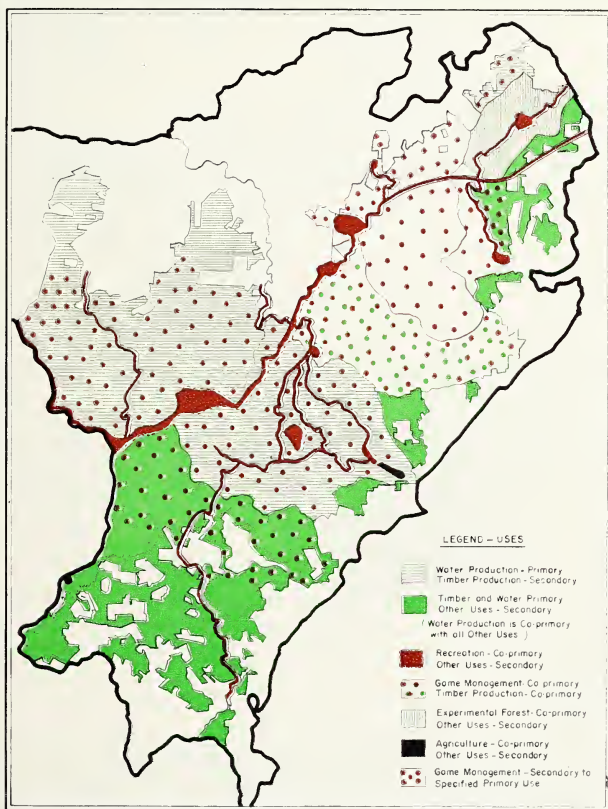 LEGEND - USES
Water Production - Primary
Timber Production - Secondary
Timber and Water Primary
Other Uses - Secondary
( Water Production is Co-primary
with all Other Uses )
Recreation - Co-primary
Other Uses - Secondary
Game Management - Co-primary
Timber Production - Co-primary
Experimental Forest - Co-primary
Other Uses - Secondary
Agriculture - Co-primary
Other Uses - Secondary
Game Management - Secondary to
Specified Primary Use